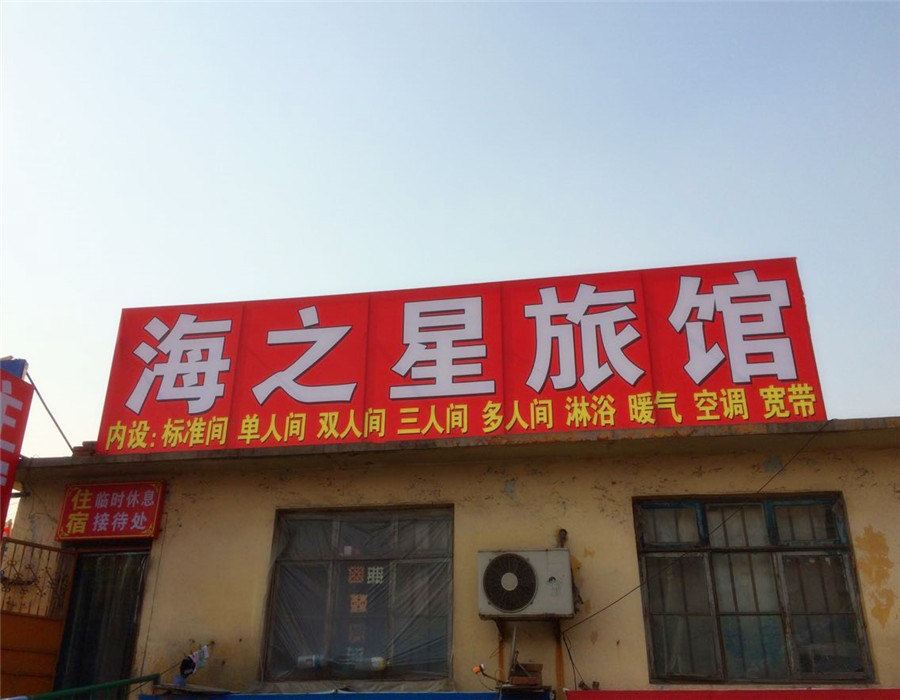 海之星旅馆
内设:标准间 单人间 双人间 三人间 多人间 淋浴 暖气 空调 宽带
住宿
临时休息
接待处